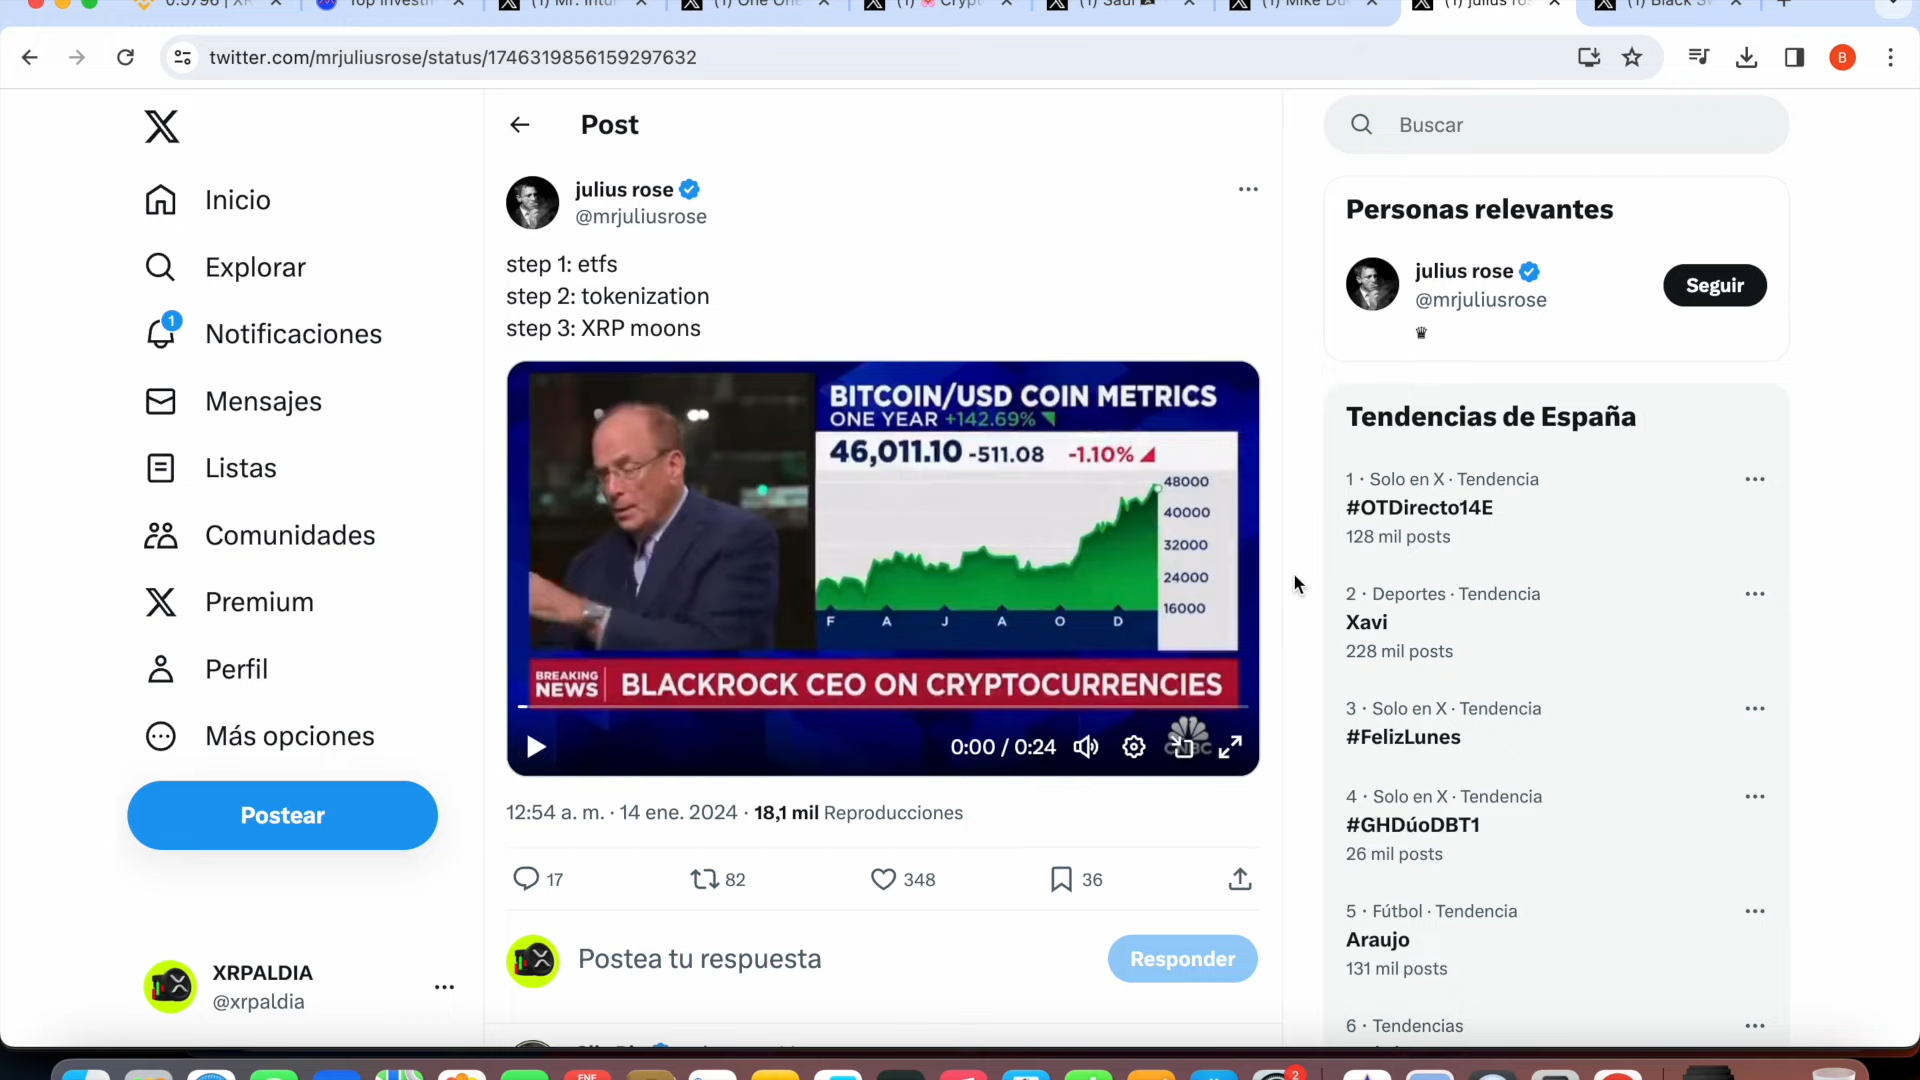 twitter.com/mrjuliusrose/status/1746319856159297632
B
Inicio
Explorar
1
Notificaciones
Mensajes
Listas
Comunidades
Premium
Perfil
Más opciones
Postear
XRPALDIA
@xrpaldia
Post
julius rose
@mrjuliusrose
step 1: etfs
step 2: tokenization
step 3: XRP moons
BITCOIN/USD COIN METRICS
ONE YEAR +142.69%
46,011.10 -511.08 -1.10%
48000
40000
32000
24000
16000
F A J A O D
BREAKING NEWS
BLACKROCK CEO ON CRYPTOCURRENCIES
CNBC
0:00 / 0:24
12:54 a. m. · 14 ene. 2024 · 18,1 mil Reproducciones
17 82 348 36
Postea tu respuesta
Responder
Buscar
Personas relevantes
julius rose
@mrjuliusrose
Seguir
Tendencias de España
1 · Solo en X · Tendencia
#OTDirecto14E
128 mil posts
2 · Deportes · Tendencia
Xavi
228 mil posts
3 · Solo en X · Tendencia
#FelizLunes
4 · Solo en X · Tendencia
#GHDúoDBT1
26 mil posts
5 · Fútbol · Tendencia
Araujo
131 mil posts
6 · Tendencias
ENE
2